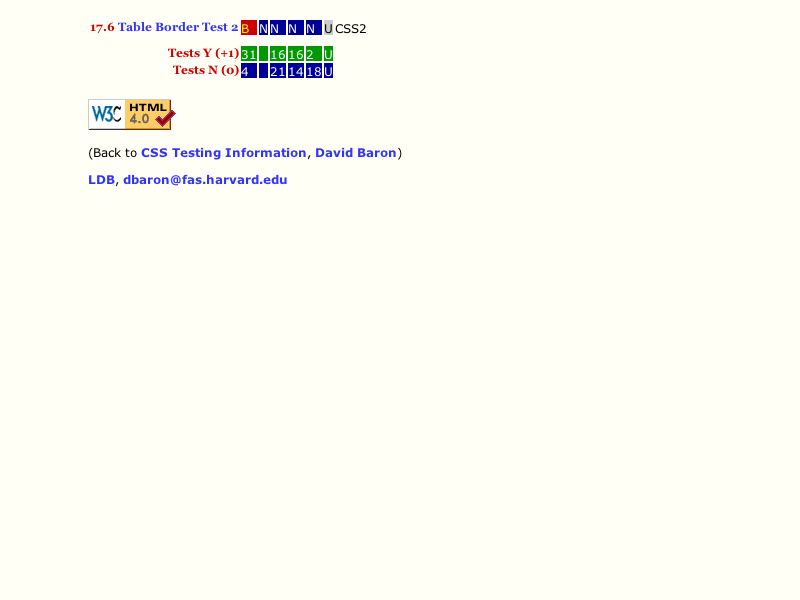 17.6 Table Border Test 2 B N N N N U CSS2
Tests Y (+1) 31 16 16 2 U
Tests N (0) 4 21 14 18 U
W3C HTML 4.0
(Back to CSS Testing Information, David Baron)
LDB, dbaron@fas.harvard.edu